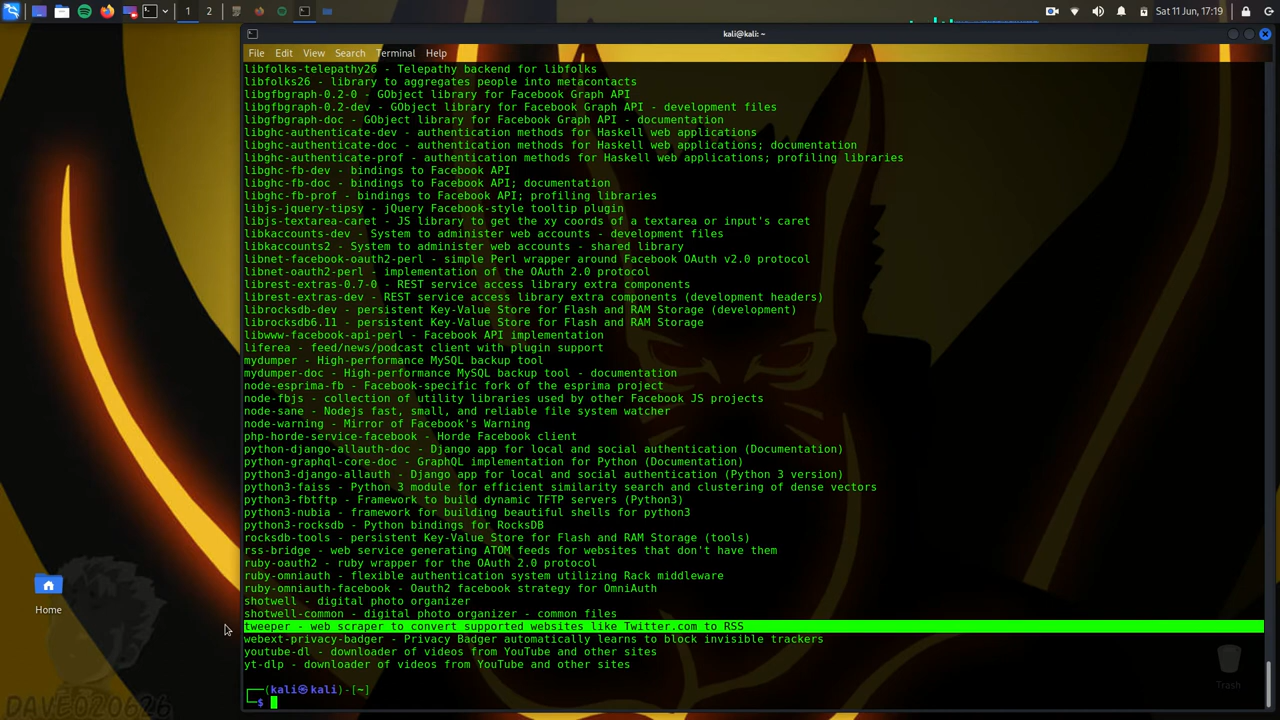 1 2 Sat 11 Jun, 17:19
kali@kali: ~
File Edit View Search Terminal Help
libfolks-telepathy26 - Telepathy backend for libfolks
libfolks26 - library to aggregates people into metacontacts
libgfbgraph-0.2-0 - GObject library for Facebook Graph API
libgfbgraph-0.2-dev - GObject library for Facebook Graph API - development files
libgfbgraph-doc - GObject library for Facebook Graph API - documentation
libghc-authenticate-dev - authentication methods for Haskell web applications
libghc-authenticate-doc - authentication methods for Haskell web applications; documentation
libghc-authenticate-prof - authentication methods for Haskell web applications; profiling libraries
libghc-fb-dev - bindings to Facebook API
libghc-fb-doc - bindings to Facebook API; documentation
libghc-fb-prof - bindings to Facebook API; profiling libraries
libjs-jquery-tipsy - jQuery Facebook-style tooltip plugin
libjs-textarea-caret - JS library to get the xy coords of a textarea or input's caret
libkaccounts-dev - System to administer web accounts - development files
libkaccounts2 - System to administer web accounts - shared library
libnet-facebook-oauth2-perl - simple Perl wrapper around Facebook OAuth v2.0 protocol
libnet-oauth2-perl - implementation of the OAuth 2.0 protocol
librest-extras-0.7-0 - REST service access library extra components
librest-extras-dev - REST service access library extra components (development headers)
librocksdb-dev - persistent Key-Value Store for Flash and RAM Storage (development)
librocksdb6.11 - persistent Key-Value Store for Flash and RAM Storage
libwww-facebook-api-perl - Facebook API implementation
liferea - feed/news/podcast client with plugin support
mydumper - High-performance MySQL backup tool
mydumper-doc - High-performance MySQL backup tool - documentation
node-esprima-fb - Facebook-specific fork of the esprima project
node-fbjs - collection of utility libraries used by other Facebook JS projects
node-sane - Nodejs fast, small, and reliable file system watcher
node-warning - Mirror of Facebook's Warning
php-horde-service-facebook - Horde Facebook client
python-django-allauth-doc - Django app for local and social authentication (Documentation)
python-graphql-core-doc - GraphQL implementation for Python (Documentation)
python3-django-allauth - Django app for local and social authentication (Python 3 version)
python3-faiss - Python 3 module for efficient similarity search and clustering of dense vectors
python3-fbtftp - Framework to build dynamic TFTP servers (Python3)
python3-nubia - framework for building beautiful shells for python3
python3-rocksdb - Python bindings for RocksDB
rocksdb-tools - persistent Key-Value Store for Flash and RAM Storage (tools)
rss-bridge - web service generating ATOM feeds for websites that don't have them
ruby-oauth2 - ruby wrapper for the OAuth 2.0 protocol
ruby-omniauth - flexible authentication system utilizing Rack middleware
ruby-omniauth-facebook - Oauth2 facebook strategy for OmniAuth
shotwell - digital photo organizer
shotwell-common - digital photo organizer - common files
tweeper - web scraper to convert supported websites like Twitter.com to RSS
webext-privacy-badger - Privacy Badger automatically learns to block invisible trackers
youtube-dl - downloader of videos from YouTube and other sites
yt-dlp - downloader of videos from YouTube and other sites
┌──(kali㉿kali)-[~]
└─$
Home
Trash
DAVE020626